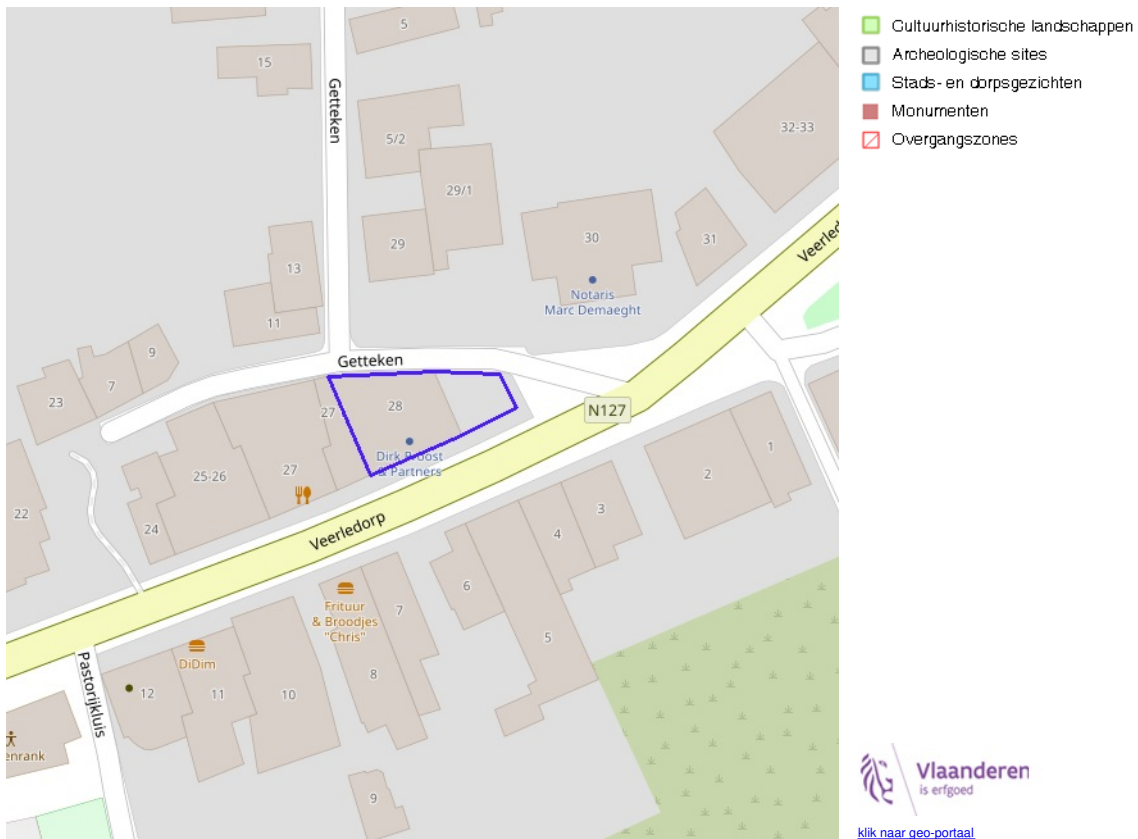 5
15
Getteken
5/2
32-33
29/1
29
30
31
Veerled
Notaris
Marc Demaeght
13
11
9
7
23
Getteken
27
28
N127
Dirk Proost
& Partners
25-26
27
24
22
Veerledorp
1
2
3
4
6
5
Frituur
& Broodjes
"Chris"
7
8
DiDim
12
11
10
Pastorijkluis
enrank
9
Cultuurhistorische landschappen
Archeologische sites
Stads- en dorpsgezichten
Monumenten
Overgangszones
Vlaanderen
is erfgoed
klik naar geo-portaal